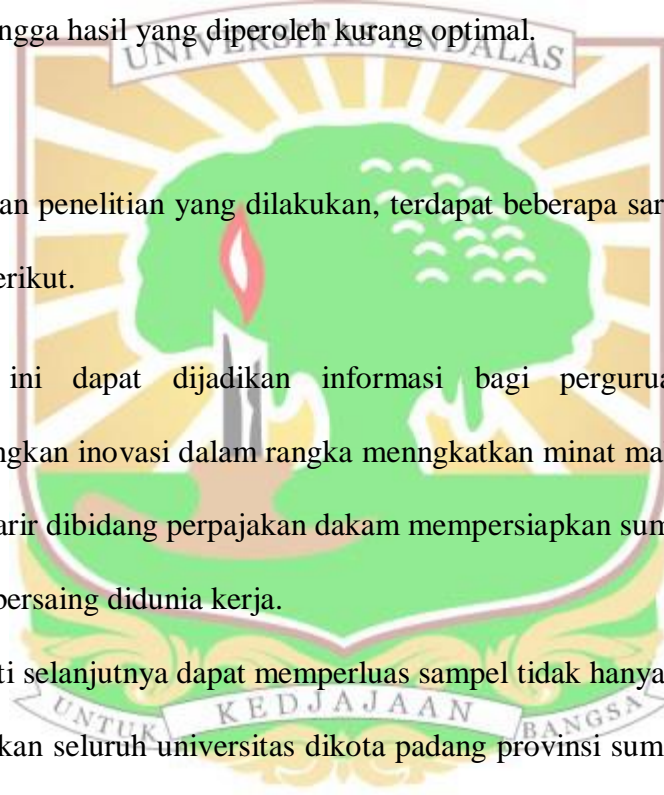 ngga hasil yang diperoleh kurang optimal.
UNIVERSITAS ANDALAS
an penelitian yang dilakukan, terdapat beberapa sar
erikut.
ini dapat dijadikan informasi bagi pergurua
ngkan inovasi dalam rangka menngkatkan minat ma
arir dibidang perpajakan dakam mempersiapkan sum
bersaing didunia kerja.
ti selanjutnya dapat memperluas sampel tidak hanya
UNTUK KEDJAJAAN BANGSA
kan seluruh universitas dikota padang provinsi sum